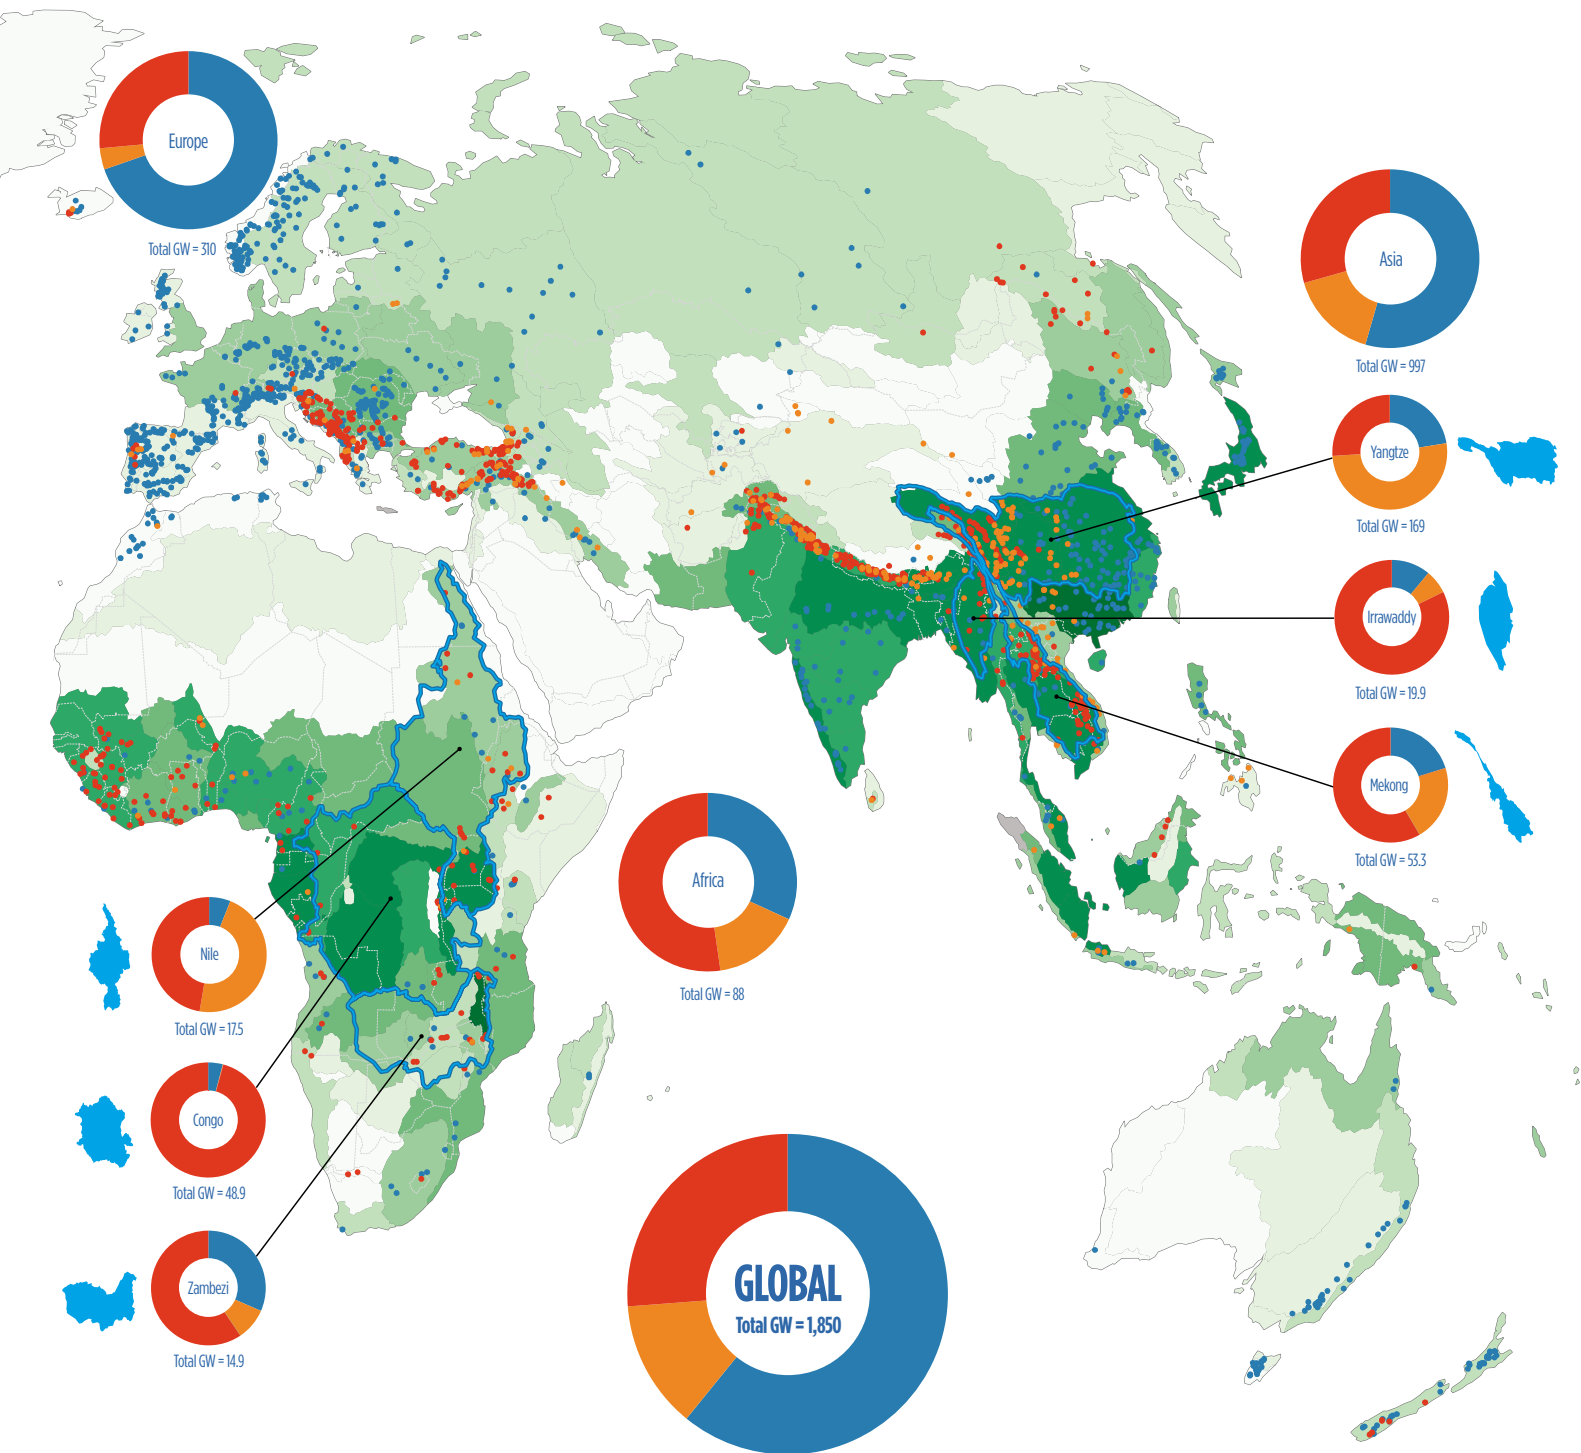 Europe
Total GW = 310
Asia
Total GW = 997
Yangtze
Total GW = 169
Irrawaddy
Total GW = 19.9
Mekong
Total GW = 53.3
Africa
Total GW = 88
Nile
Total GW = 17.5
Congo
Total GW = 48.9
Zambezi
Total GW = 14.9
GLOBAL
Total GW = 1,850